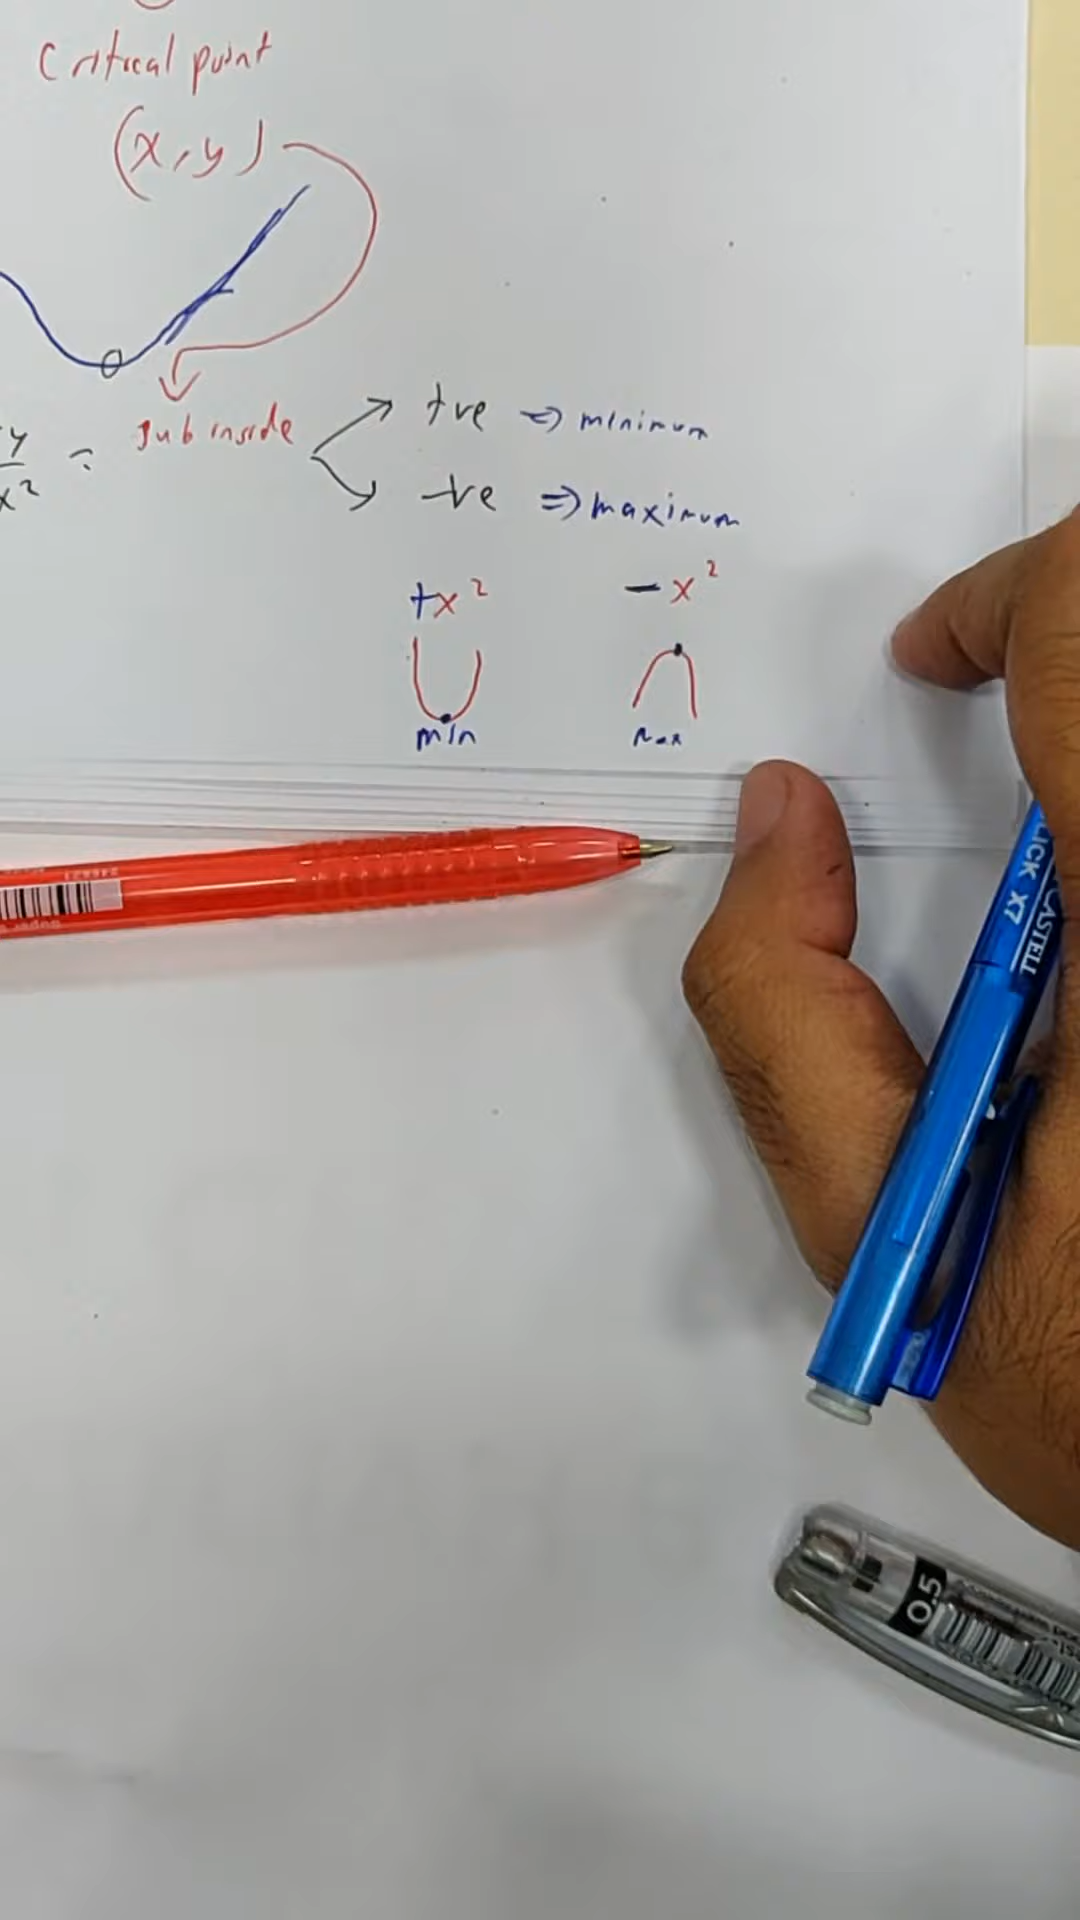 Critical point
(x, y)
y
x²
= sub inside
+ve => minimum
-ve => maximum
+x² - x²
min max
CLICK X7
CASTELL
0.5